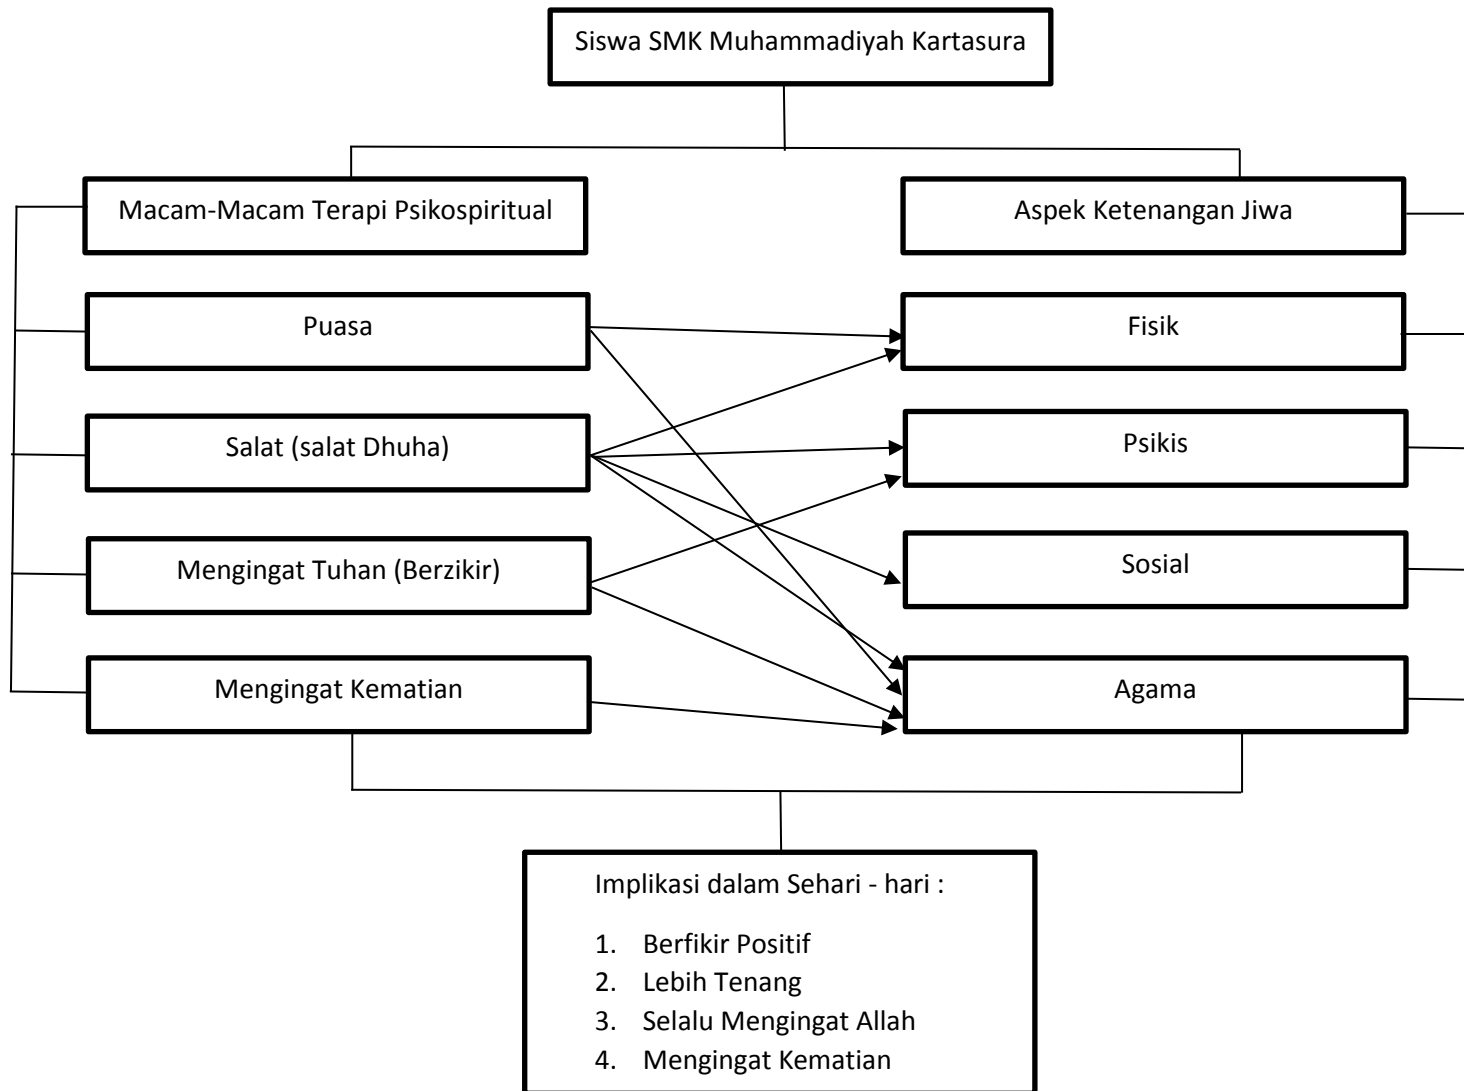 Siswa SMK Muhammadiyah Kartasura
Macam-Macam Terapi Psikospiritual
Aspek Ketenangan Jiwa
Puasa
Fisik
Salat (salat Dhuha)
Psikis
Mengingat Tuhan (Berzikir)
Sosial
Mengingat Kematian
Agama
Implikasi dalam Sehari - hari :
1. Berfikir Positif
2. Lebih Tenang
3. Selalu Mengingat Allah
4. Mengingat Kematian